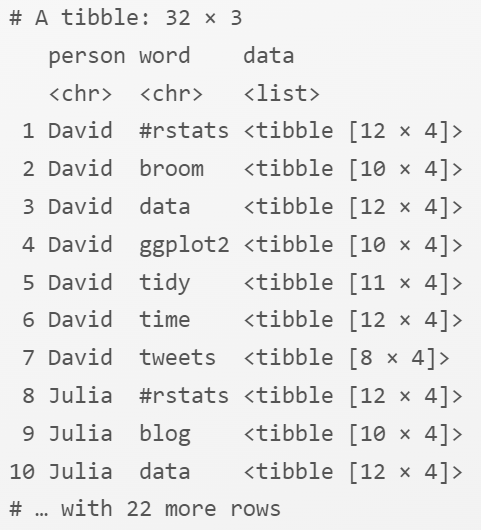 # A tibble: 32 × 3
   person word    data
   <chr>  <chr>   <list>
 1 David  #rstats <tibble [12 × 4]>
 2 David  broom   <tibble [10 × 4]>
 3 David  data    <tibble [12 × 4]>
 4 David  ggplot2 <tibble [10 × 4]>
 5 David  tidy    <tibble [11 × 4]>
 6 David  time    <tibble [12 × 4]>
 7 David  tweets  <tibble [8 × 4]>
 8 Julia  #rstats <tibble [12 × 4]>
 9 Julia  blog    <tibble [10 × 4]>
10 Julia  data    <tibble [12 × 4]>
# … with 22 more rows